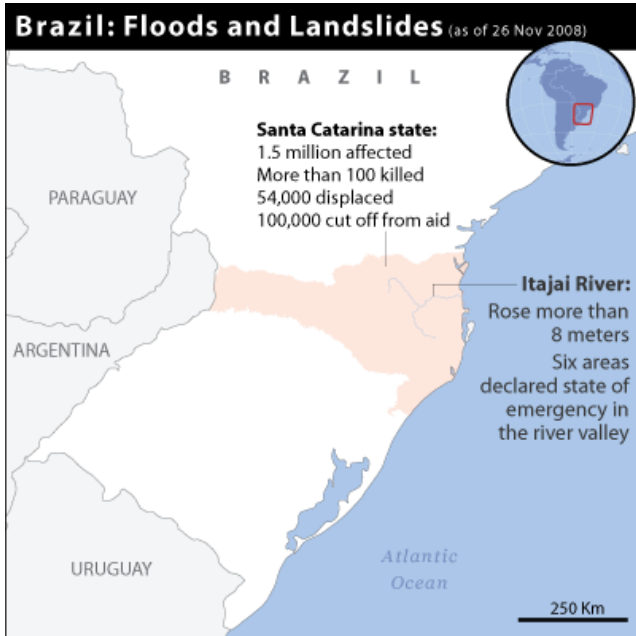 Brazil: Floods and Landslides (as of 26 Nov 2008)
BRAZIL
Santa Catarina state:
1.5 million affected
More than 100 killed
54,000 displaced
100,000 cut off from aid
PARAGUAY
Itajai River:
Rose more than
8 meters
Six areas
declared state of
emergency in
the river valley
ARGENTINA
Atlantic
Ocean
URUGUAY
250 Km